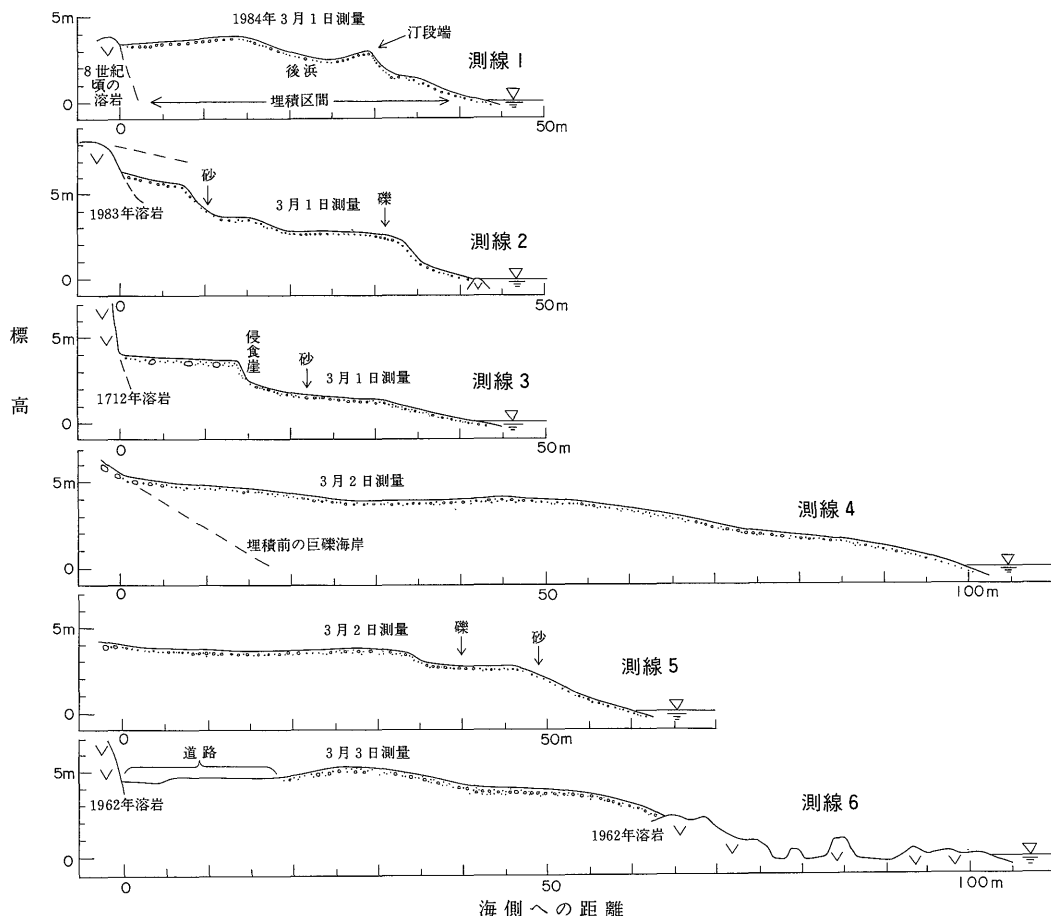 5m
1984年3月1日測量
汀段端
測線1
8世紀
頃の
溶岩
後浜
埋積区間
0
0
50m
5m
砂
3月1日測量
礫
測線2
1983年溶岩
0
0
50m
標高
5m
侵食崖
砂
3月1日測量
測線3
1712年溶岩
0
0
50m
5m
3月2日測量
測線4
埋積前の巨礫海岸
0
0
50
100m
5m
3月2日測量
礫
砂
測線5
0
0
50m
5m
道路
3月3日測量
測線6
1962年溶岩
1962年溶岩
0
0
50
100m
海側への距離